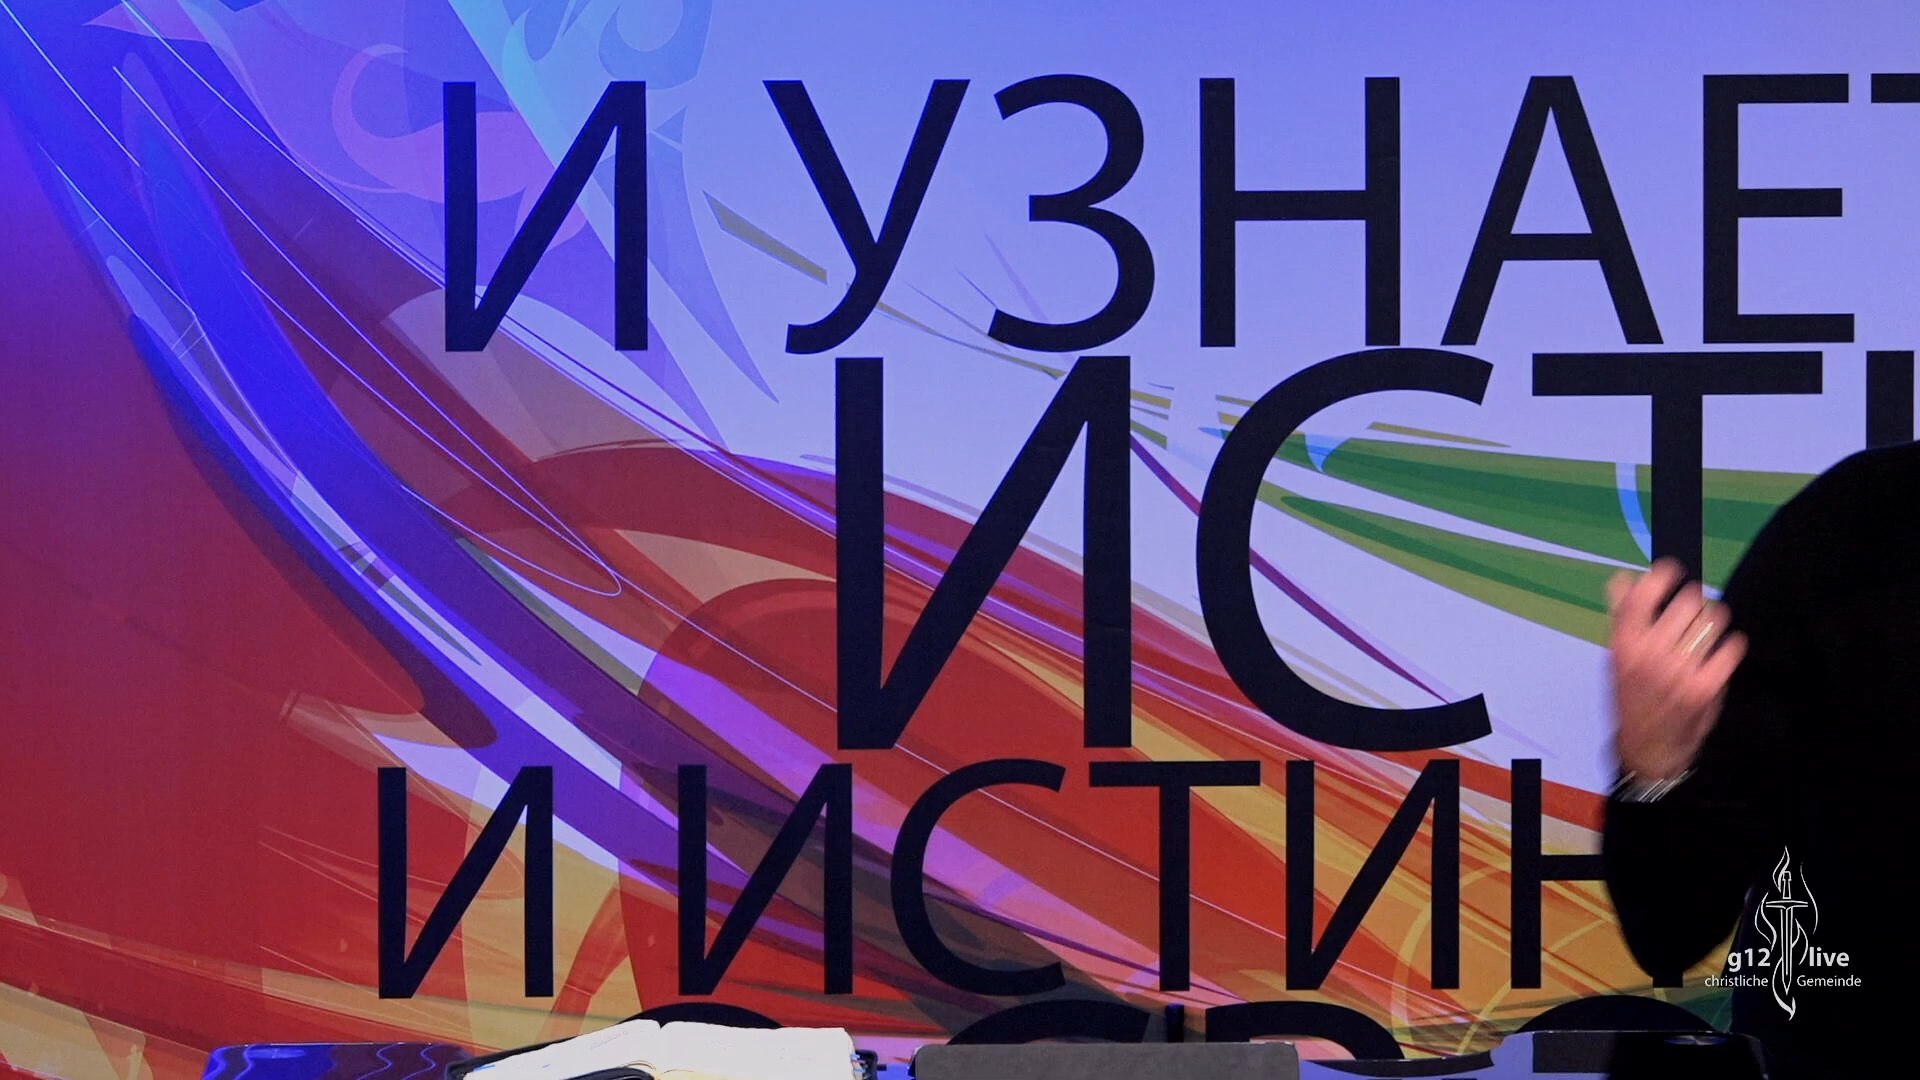 И УЗНАЕТ
ИСТ
И ИСТИН
g12 live
christliche Gemeinde